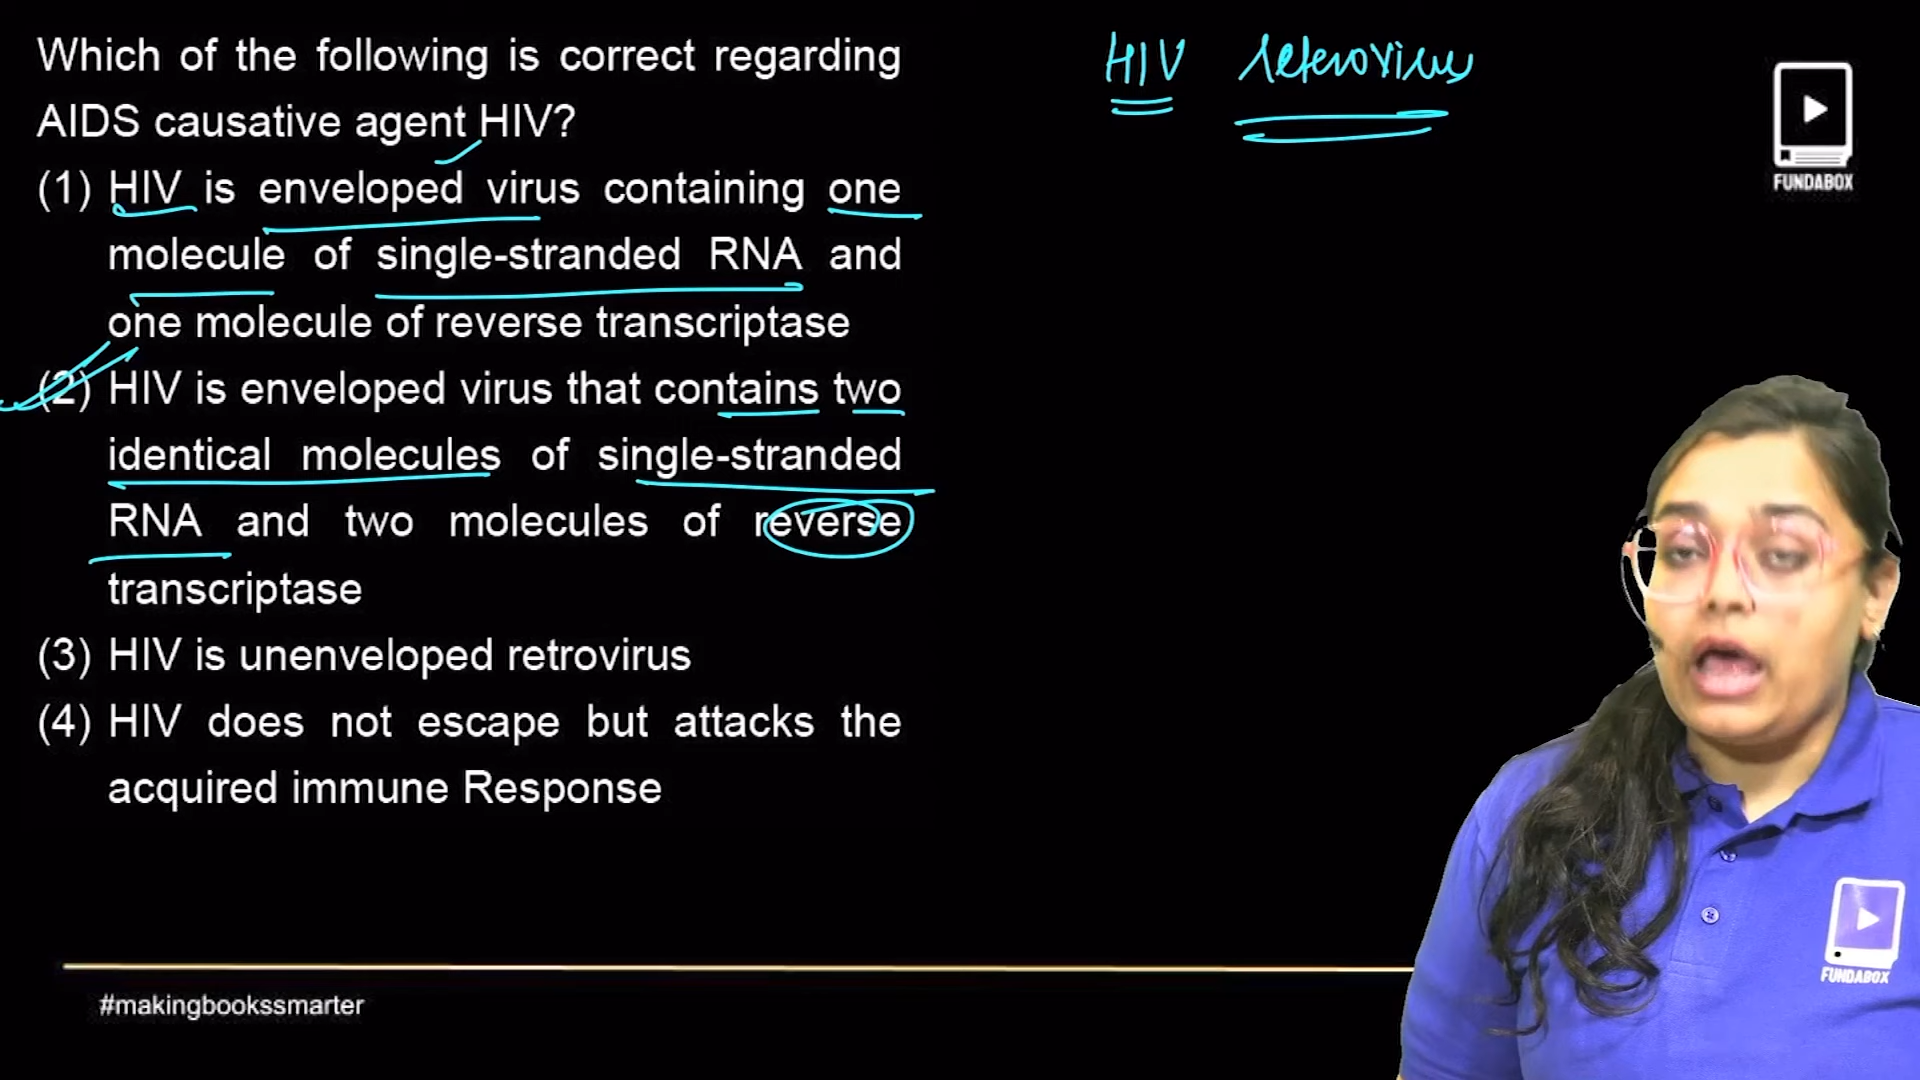 Which of the following is correct regarding
AIDS causative agent HIV?
(1) HIV is enveloped virus containing one
molecule of single-stranded RNA and
one molecule of reverse transcriptase
(2) HIV is enveloped virus that contains two
identical molecules of single-stranded
RNA and two molecules of reverse
transcriptase
(3) HIV is unenveloped retrovirus
(4) HIV does not escape but attacks the
acquired immune Response
HIV reterovirus
FUNDABOX
FUNDABOX
#makingbookssmarter